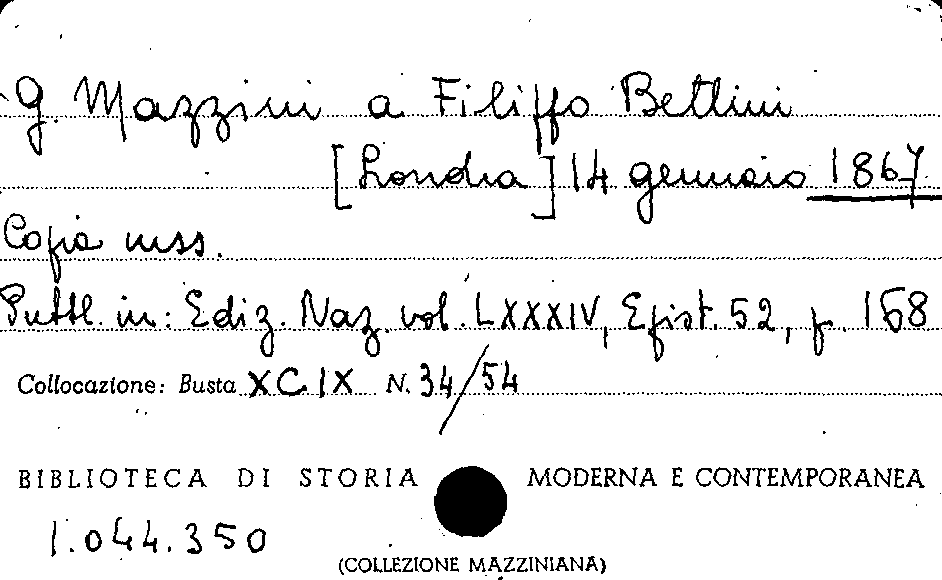 G. Mazzini a Filippo Bettini
[Londra] 14 gennaio 1867
Copia mss.
Pubbl. in: Ediz. Naz. vol. LXXXIV, Epist. 52, p. 168
Collocazione: Busta XCIX N. 34/54
BIBLIOTECA DI STORIA MODERNA E CONTEMPORANEA
1.044.350
(COLLEZIONE MAZZINIANA)